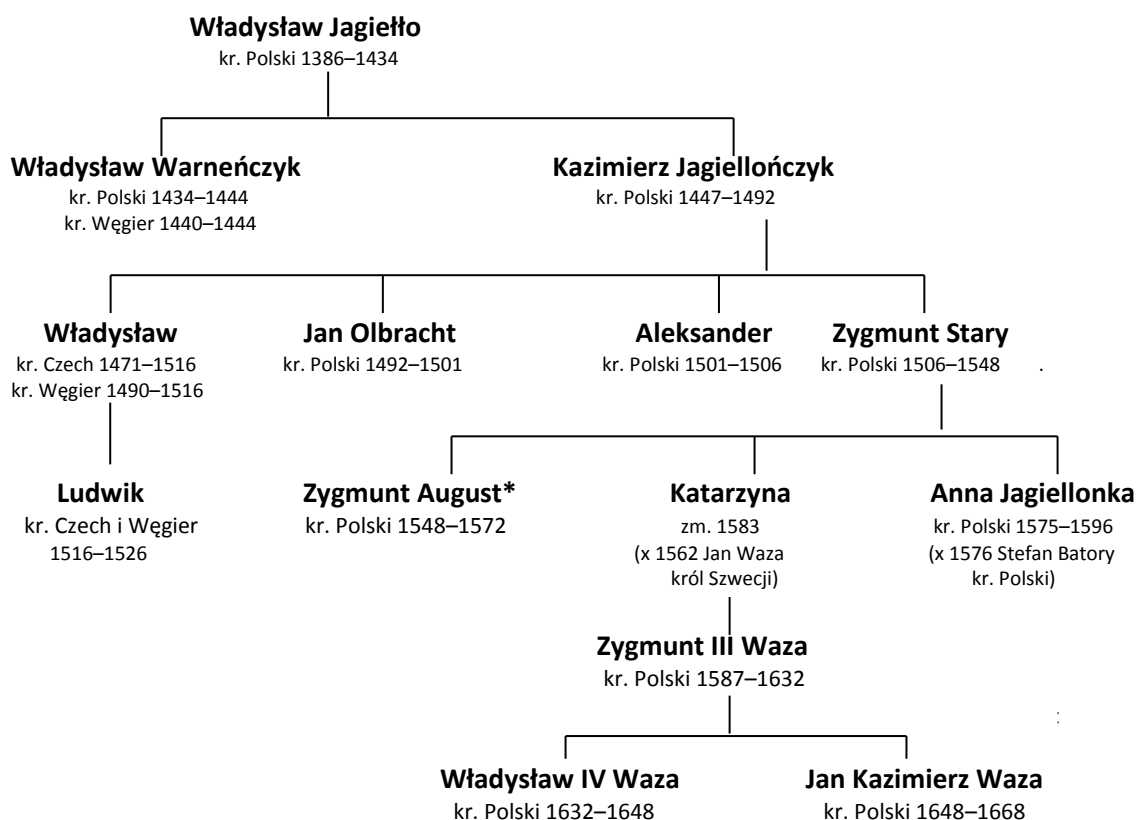 Władysław Jagiełło
kr. Polski 1386–1434
Władysław Warneńczyk
kr. Polski 1434–1444
kr. Węgier 1440–1444
Kazimierz Jagiellończyk
kr. Polski 1447–1492
Władysław
kr. Czech 1471–1516
kr. Węgier 1490–1516
Jan Olbracht
kr. Polski 1492–1501
Aleksander
kr. Polski 1501–1506
Zygmunt Stary
kr. Polski 1506–1548 .
Ludwik
kr. Czech i Węgier
1516–1526
Zygmunt August*
kr. Polski 1548–1572
Katarzyna
zm. 1583
(x 1562 Jan Waza
król Szwecji)
Anna Jagiellonka
kr. Polski 1575–1596
(x 1576 Stefan Batory
kr. Polski)
Zygmunt III Waza
kr. Polski 1587–1632
:
Władysław IV Waza
kr. Polski 1632–1648
Jan Kazimierz Waza
kr. Polski 1648–1668